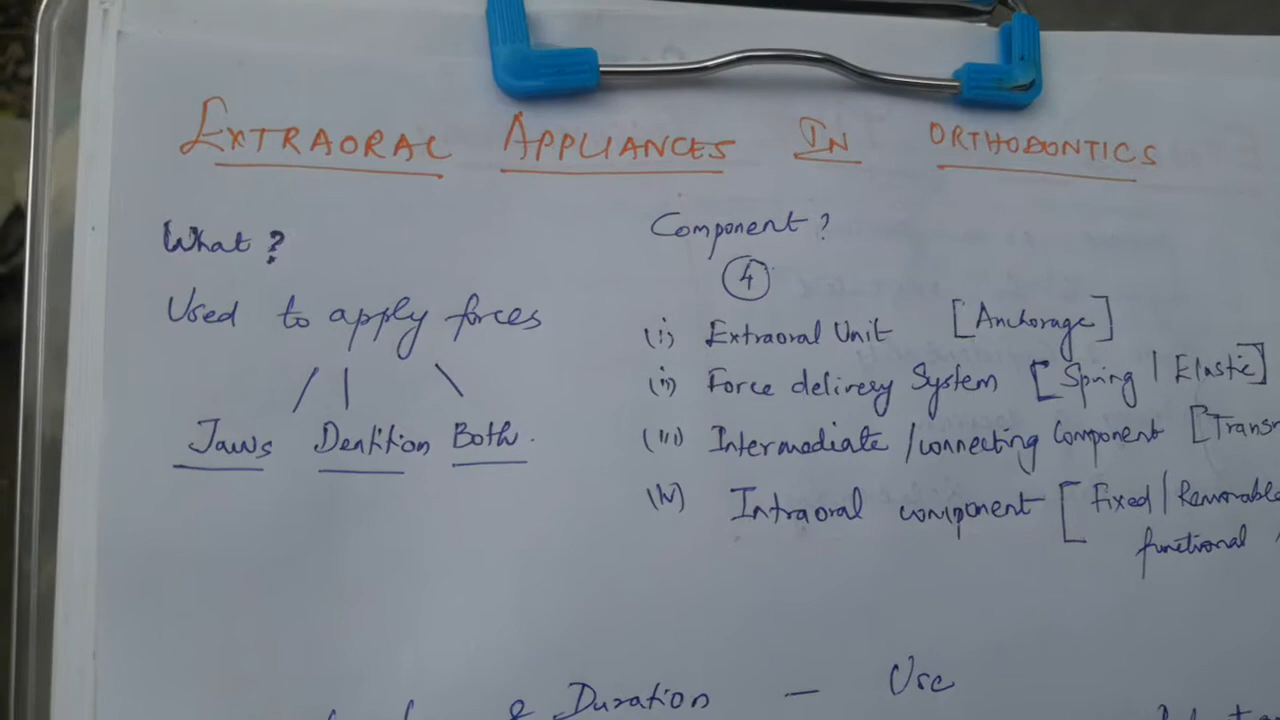 EXTRAORAL APPLIANCES IN ORTHODONTICS
What?
Used to apply forces
Jaws Dentition Both.
Component?
4
(i) Extraoral Unit [Anchorage]
(ii) Force delivery System [Spring | Elastic]
(iii) Intermediate / connecting Component [Transm
(iv) Intraoral component [Fixed / Removable
functional
& Duration — Use